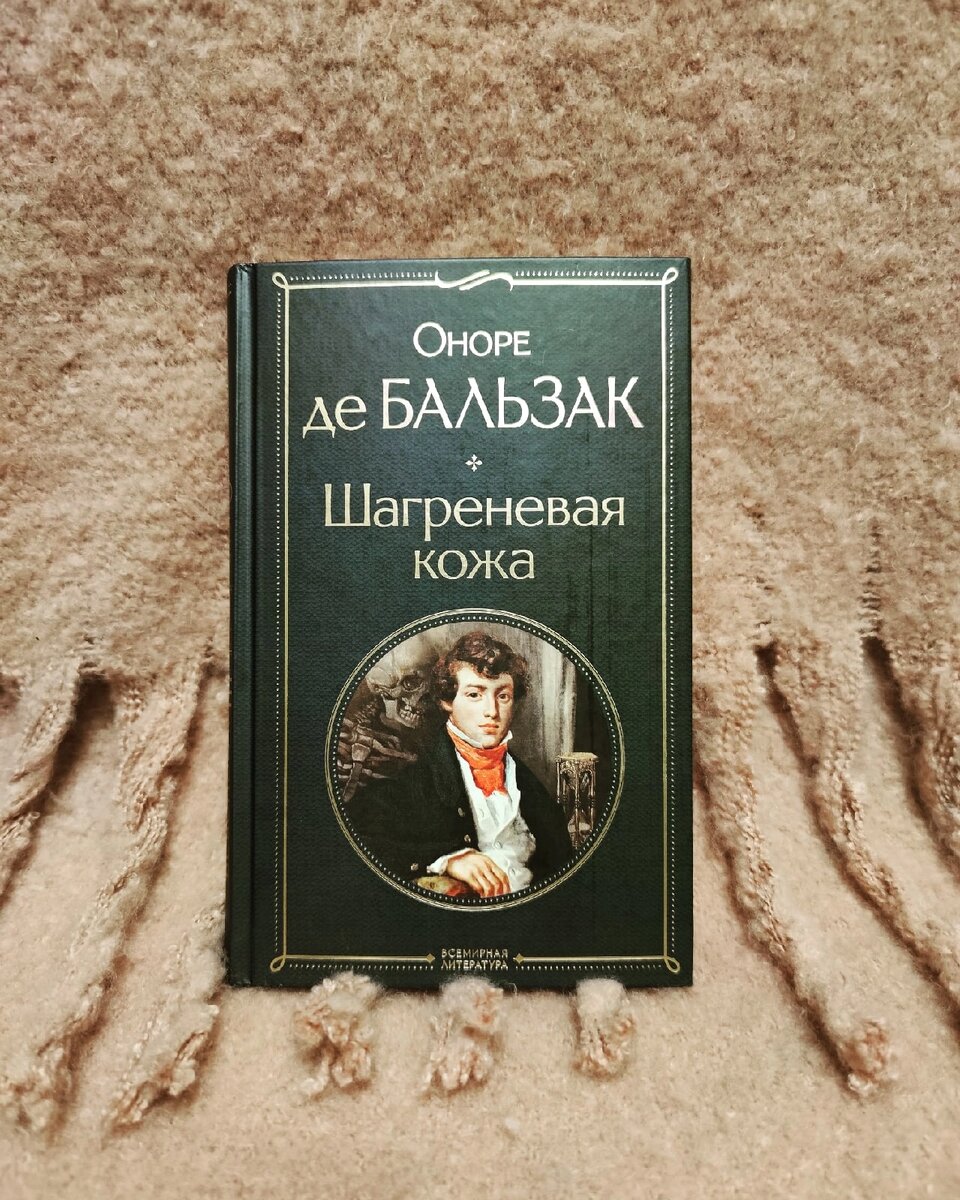 Оноре
де БАЛЬЗАК
Шагреневая
кожа
ВСЕМИРНАЯ
ЛИТЕРАТУРА